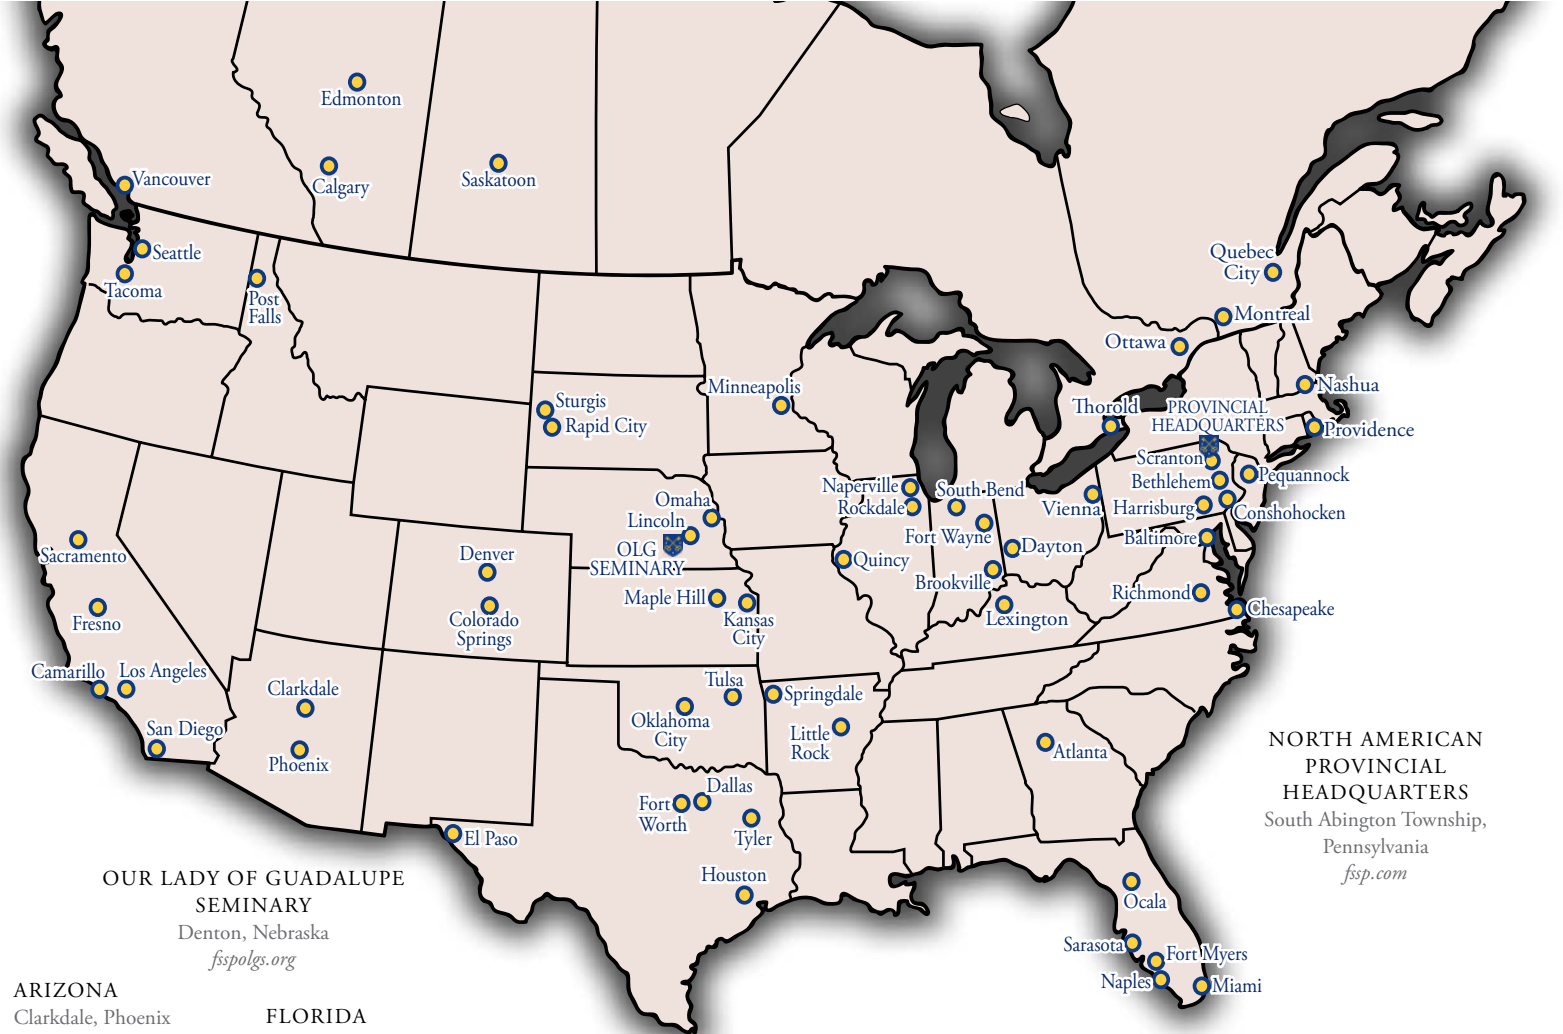 Edmonton
Calgary
Saskatoon
Vancouver
Seattle
Tacoma
Post
Falls
Quebec
City
Montreal
Ottawa
Minneapolis
Sturgis
Rapid City
Nashua
Thorold
PROVINCIAL
HEADQUARTERS
Providence
Scranton
Pequannock
Bethlehem
Naperville
South Bend
Omaha
Rockdale
Vienna
Harrisburg
Conshohocken
Lincoln
Fort Wayne
Baltimore
OLG
SEMINARY
Dayton
Sacramento
Denver
Quincy
Brookville
Richmond
Maple Hill
Chesapeake
Fresno
Colorado
Springs
Kansas
City
Lexington
Camarillo
Los Angeles
Clarkdale
Tulsa
Springdale
Oklahoma
City
San Diego
Little
Rock
Phoenix
Atlanta
Dallas
Fort
Worth
Tyler
El Paso
Houston
Ocala
Sarasota
Fort Myers
Naples
Miami
NORTH AMERICAN
PROVINCIAL
HEADQUARTERS
South Abington Township,
Pennsylvania
fssp.com
OUR LADY OF GUADALUPE
SEMINARY
Denton, Nebraska
fsspolgs.org
ARIZONA
Clarkdale, Phoenix
FLORIDA